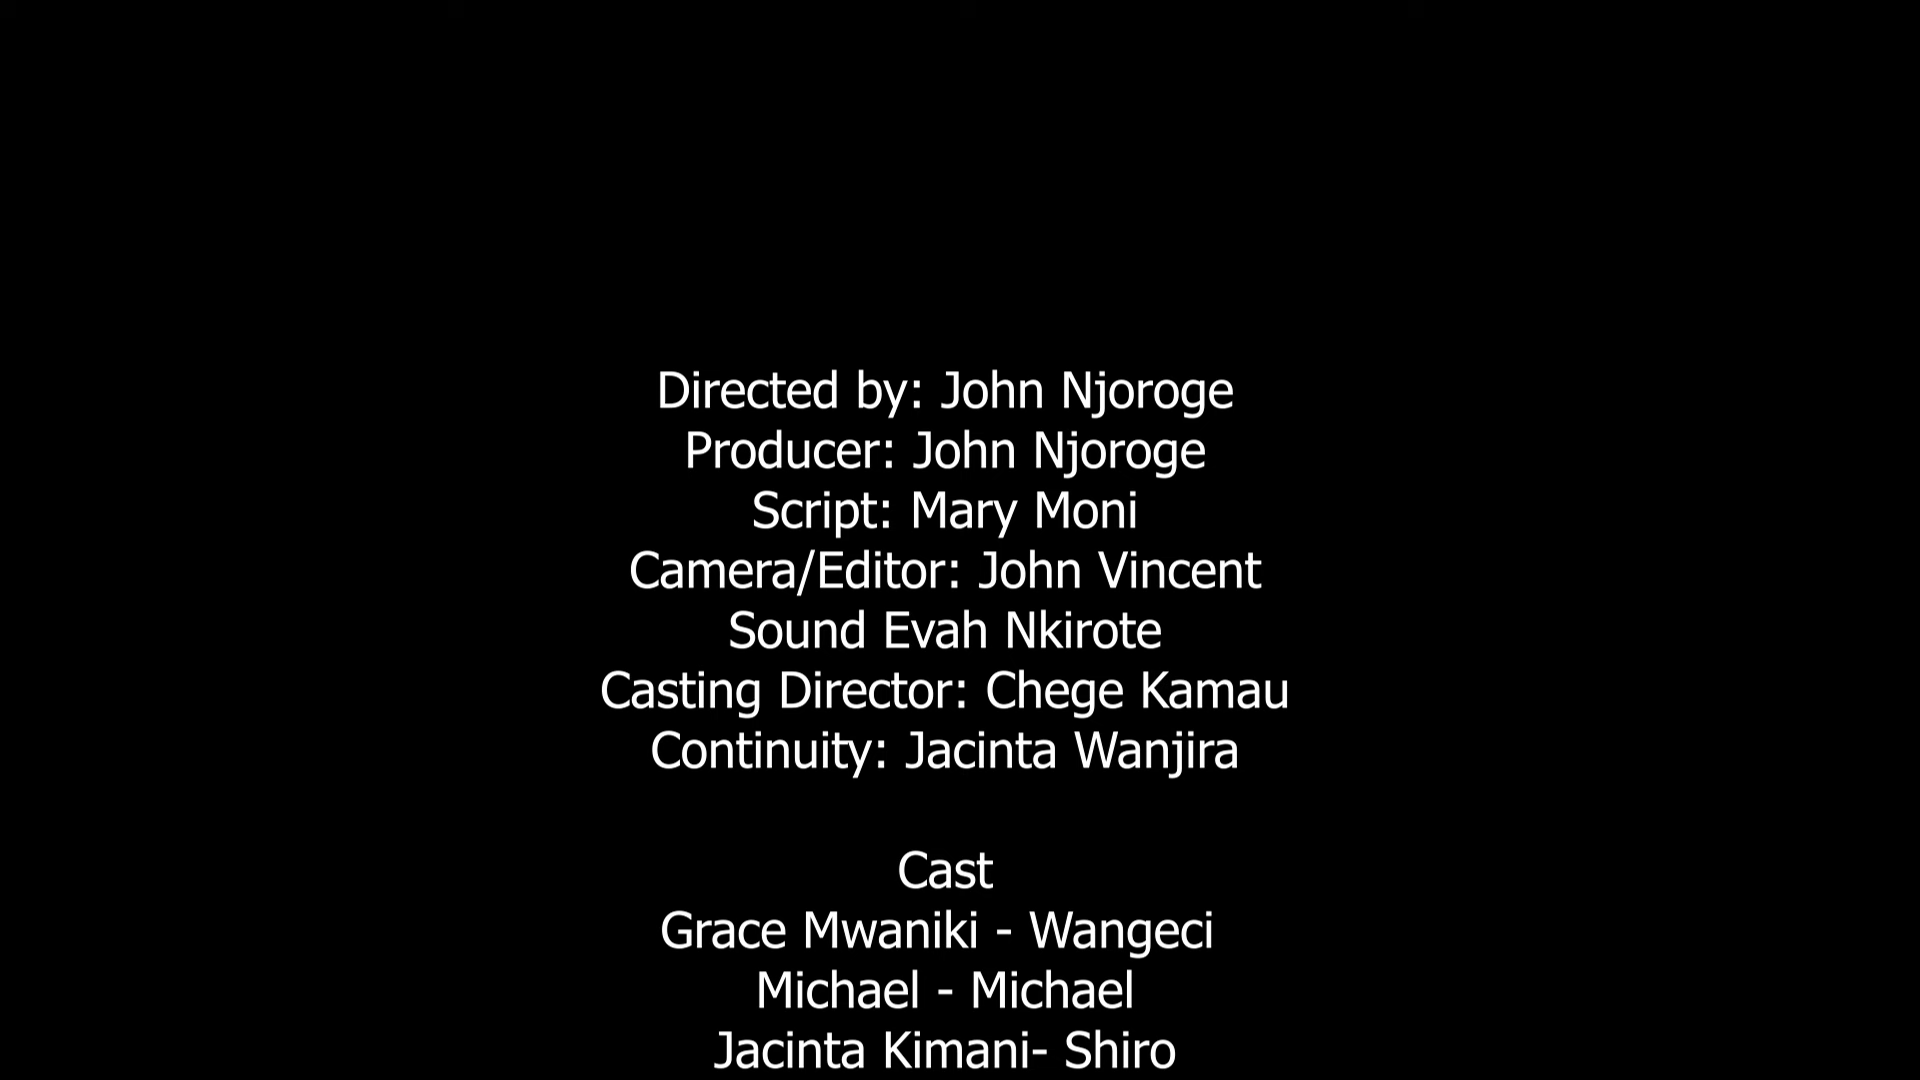 Directed by: John Njoroge
Producer: John Njoroge
Script: Mary Moni
Camera/Editor: John Vincent
Sound Evah Nkirote
Casting Director: Chege Kamau
Continuity: Jacinta Wanjira
Cast
Grace Mwaniki - Wangeci
Michael - Michael
Jacinta Kimani- Shiro